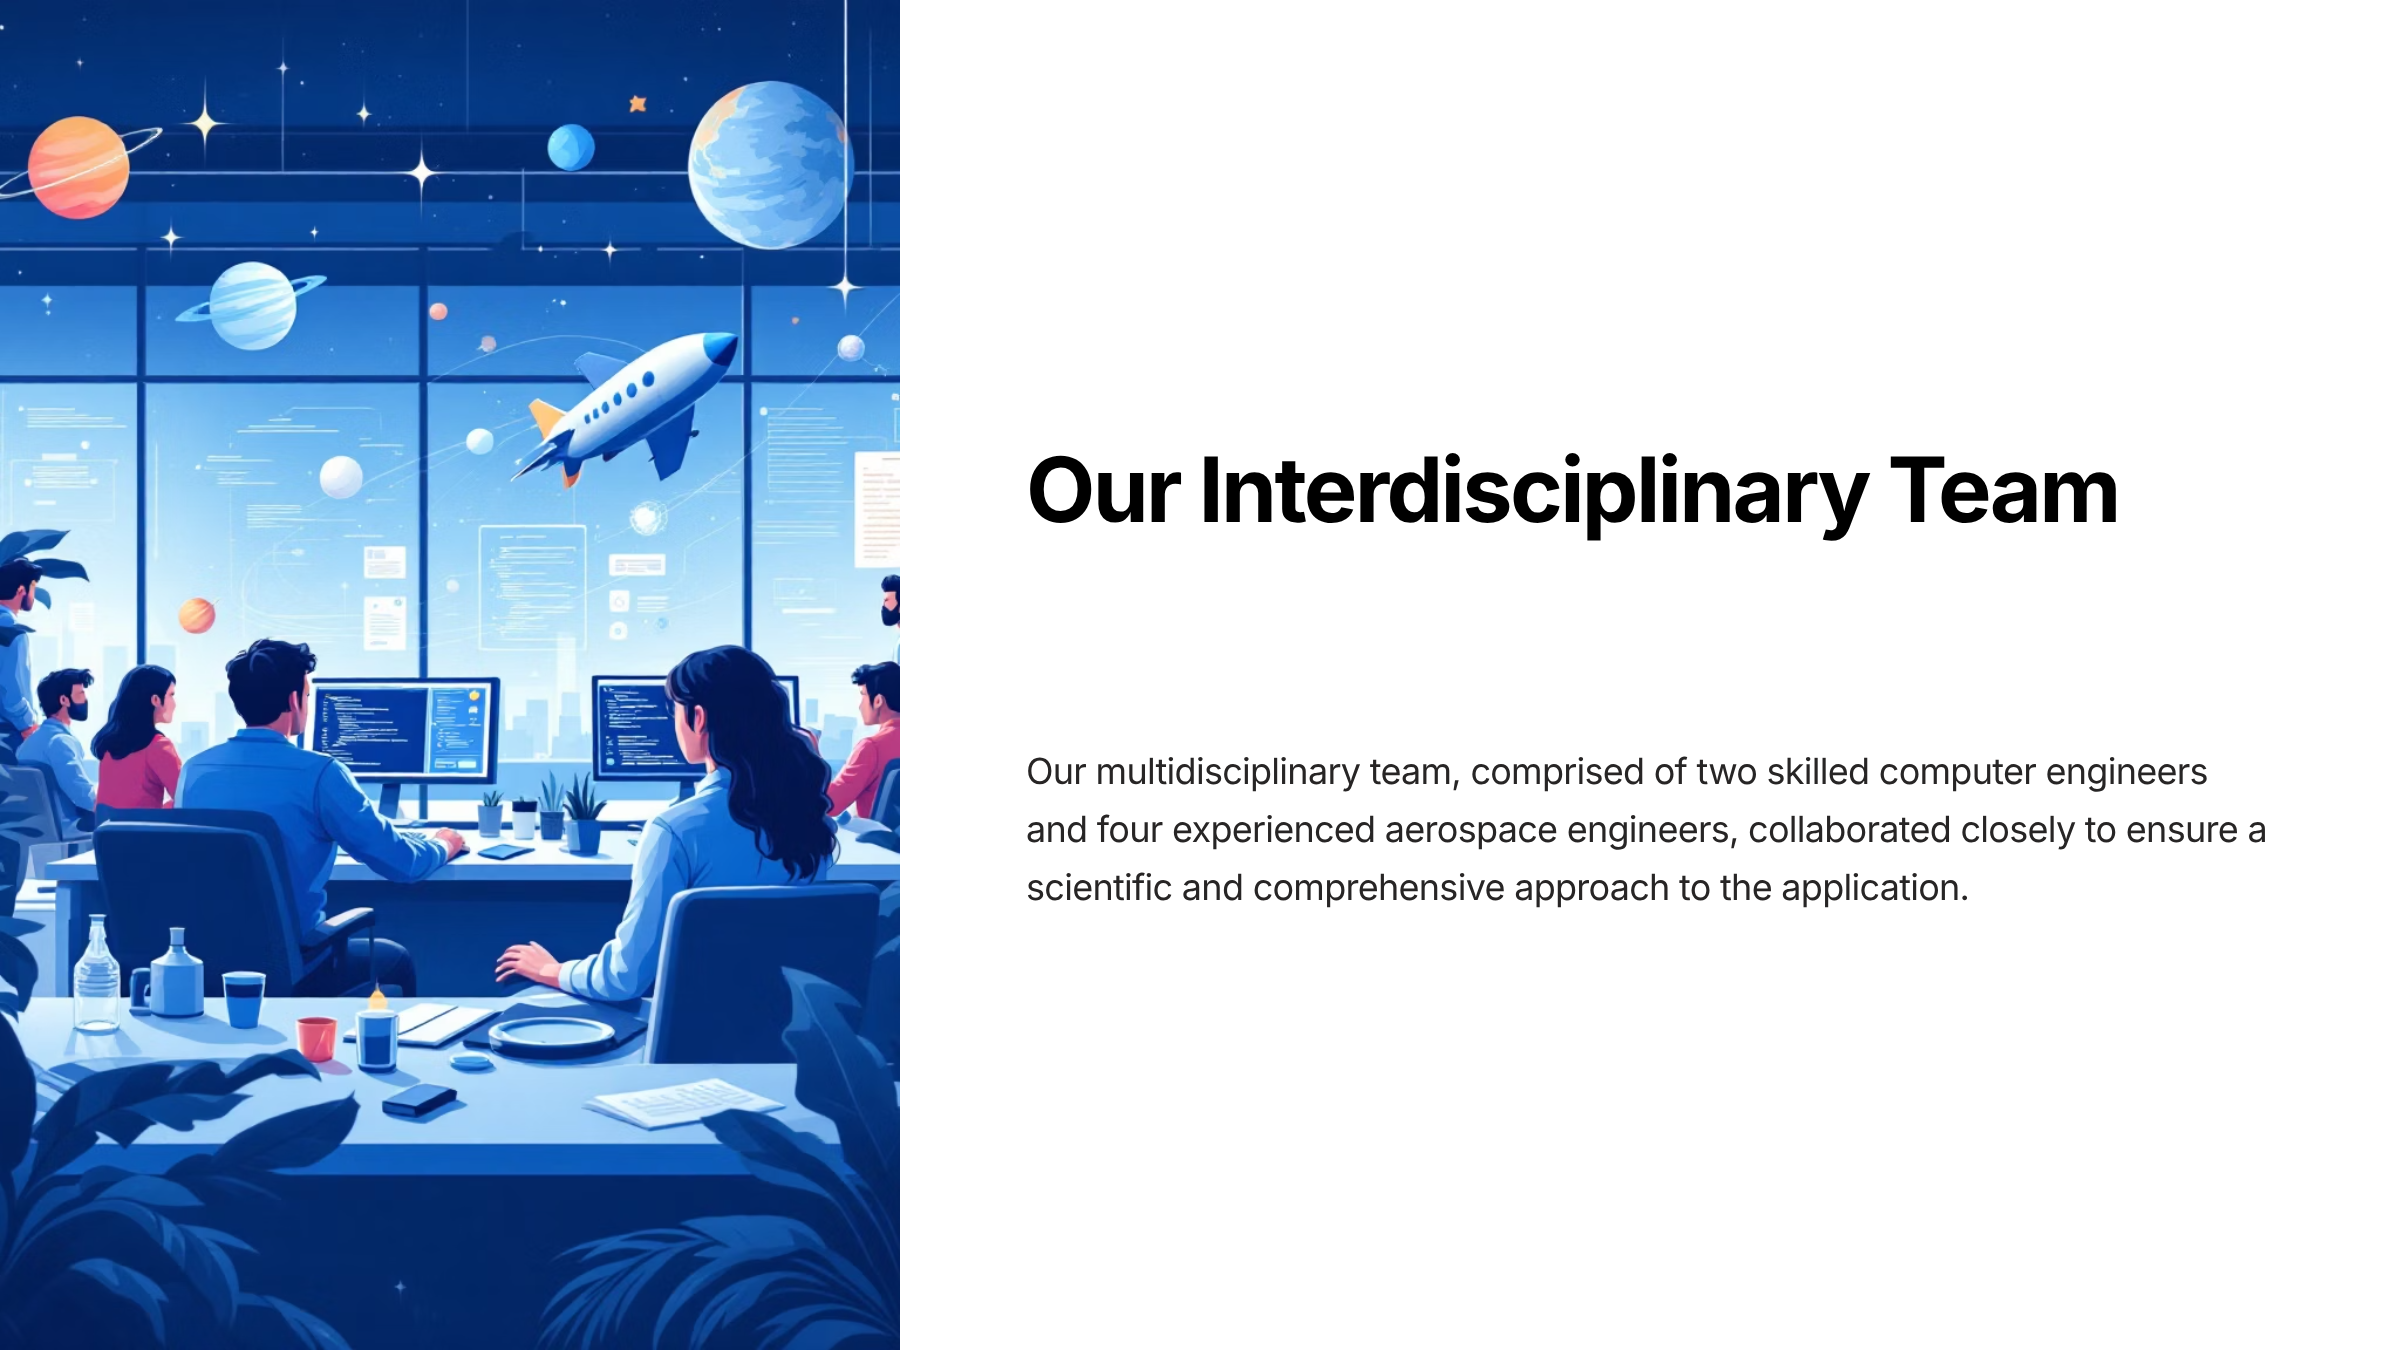 Our Interdisciplinary Team
Our multidisciplinary team, comprised of two skilled computer engineers
and four experienced aerospace engineers, collaborated closely to ensure a
scientific and comprehensive approach to the application.